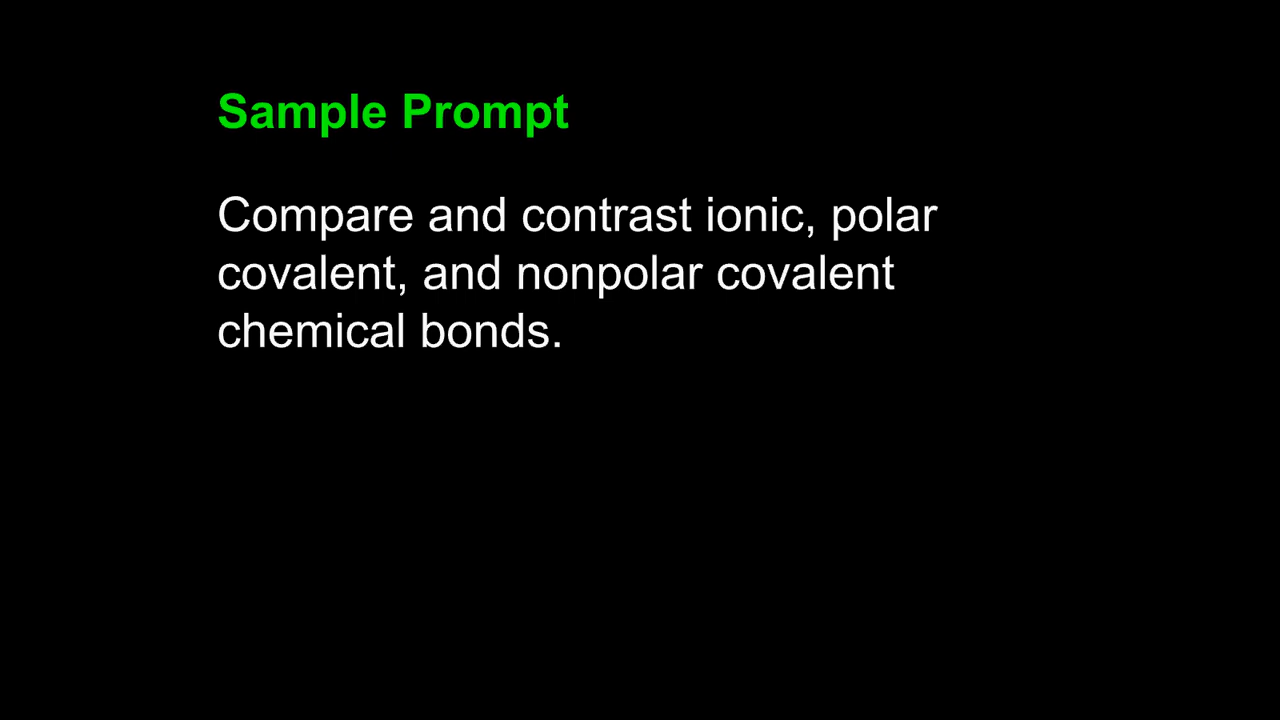 Sample Prompt
Compare and contrast ionic, polar
covalent, and nonpolar covalent
chemical bonds.